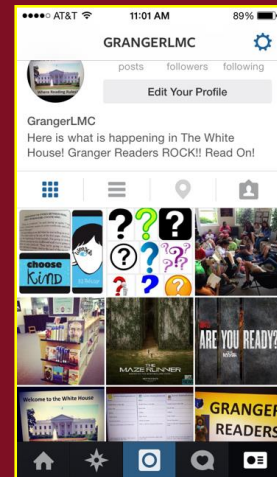 ●●●●○ AT&T 11:01 AM 89%
GRANGERLMC
posts followers following
Edit Your Profile
GrangerLMC
Here is what is
happening in The White
House! Granger Readers ROCK!! Read On!
choose
KIND
? ? ?
? ? ???
? ? ?
THE
MAZE RUNNER
ARE YOU READY?
Welcome to the White House
GRANGER
READERS